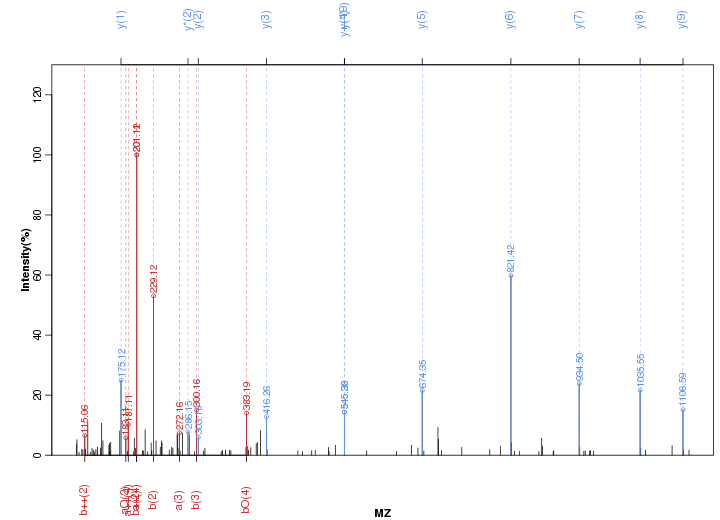 y(1)
y*(2)
y(2)
y(3)
y(4)
y(5)
y(6)
y(7)
y(8)
y(9)
Intensity(%)
0
20
40
60
80
100
120
115.06
175.12
187.11
201.12
229.12
272.16
286.15
300.16
383.19
416.26
674.35
821.42
934.50
1035.55
1106.59
b++(2)
b(2)
a(3)
b(3)
bO(4)
MZ